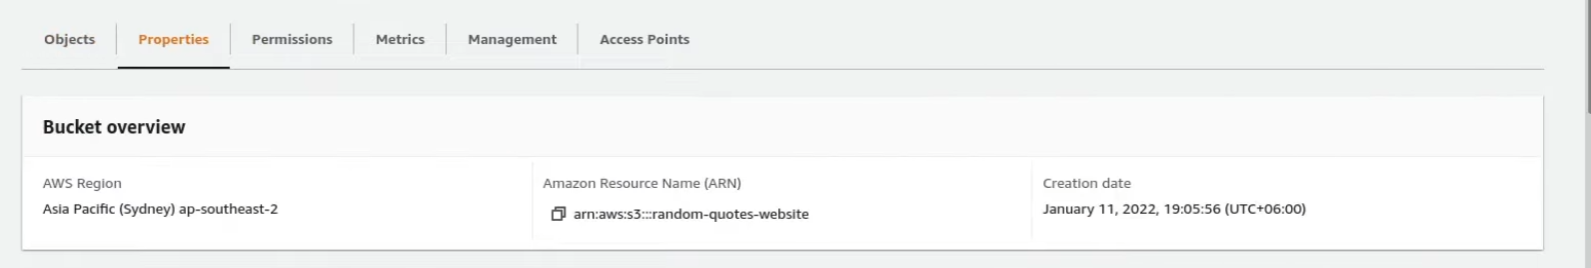 Objects Properties Permissions Metrics Management Access Points
Bucket overview
AWS Region
Asia Pacific (Sydney) ap-southeast-2
Amazon Resource Name (ARN)
arn:aws:s3:::random-quotes-website
Creation date
January 11, 2022, 19:05:56 (UTC+06:00)